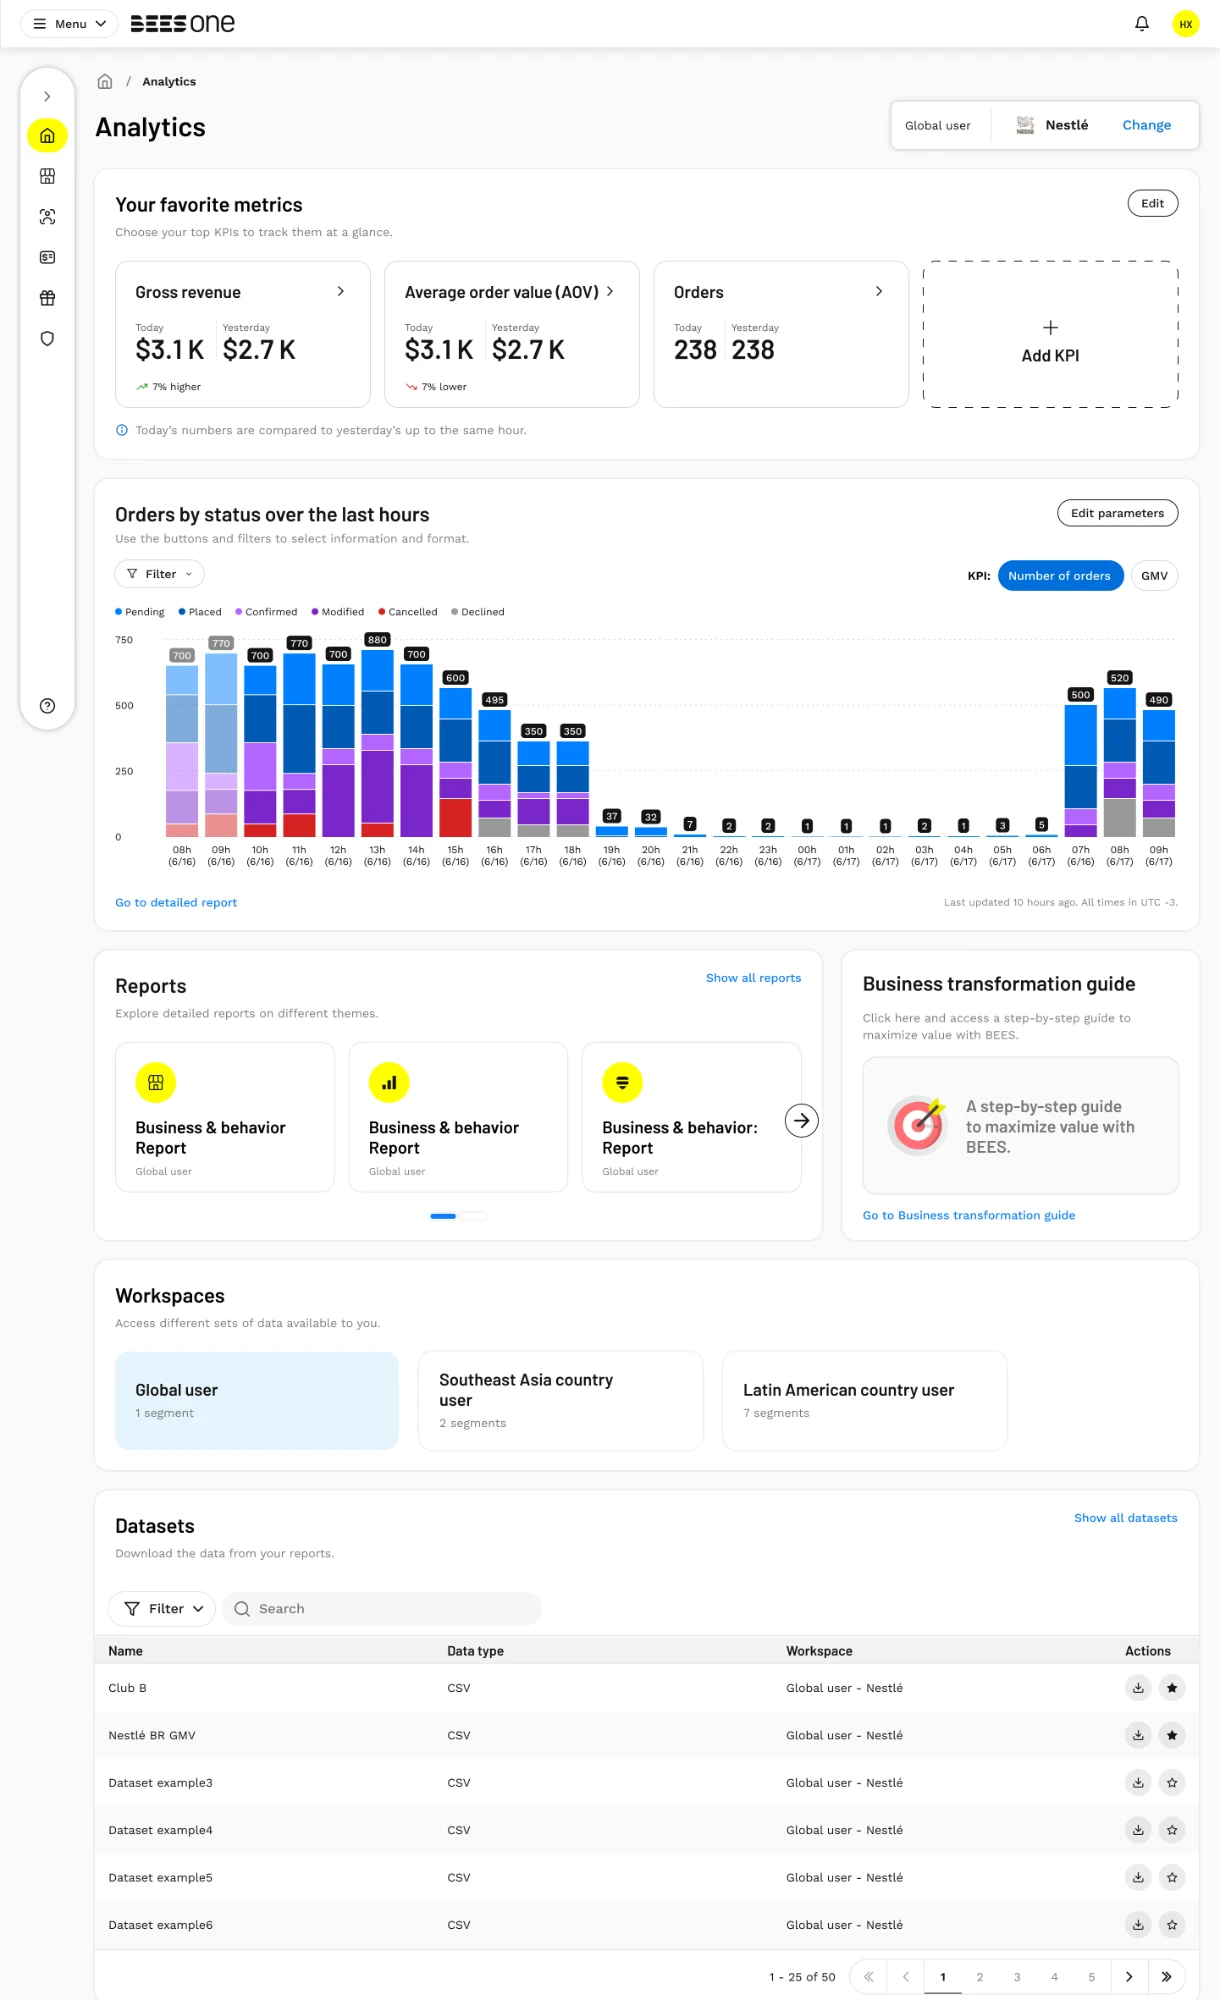 Menu
BEES one
HX
/ Analytics
Analytics
Global user
Nestlé
Change
Your favorite metrics
Edit
Choose your top KPIs to track them at a glance.
Gross revenue
Today Yesterday
$3.1 K $2.7 K
7% higher
Average order value (AOV)
Today Yesterday
$3.1 K $2.7 K
7% lower
Orders
Today Yesterday
238 238
Add KPI
Today's numbers are compared to yesterday's up to the same hour.
Orders by status over the last hours
Edit parameters
Use the buttons and filters to select information and format.
Filter
KPI: Number of orders GMV
Pending Placed Confirmed Modified Cancelled Declined
750
500
250
0
700 770 700 770 700 880 700 600 495 350 350 37 32 7 2 2 1 1 1 2 1 3 5 500 520 490
08h 09h 10h 11h 12h 13h 14h 15h 16h 17h 18h 19h 20h 21h 22h 23h 00h 01h 02h 03h 04h 05h 06h 07h 08h 09h
(6/16) (6/16) (6/16) (6/16) (6/16) (6/16) (6/16) (6/16) (6/16) (6/16) (6/16) (6/16) (6/16) (6/16) (6/16) (6/16) (6/17) (6/17) (6/17) (6/17) (6/17) (6/17) (6/17) (6/16) (6/17) (6/17)
Go to detailed report
Last updated 10 hours ago. All times in UTC -3.
Reports
Show all reports
Explore detailed reports on different themes.
Business & behavior
Report
Global user
Business & behavior
Report
Global user
Business & behavior:
Report
Global user
Business transformation guide
Click here and access a step-by-step guide to
maximize value with BEES.
A step-by-step guide
to maximize value with
BEES.
Go to Business transformation guide
Workspaces
Access different sets of data available to you.
Global user
1 segment
Southeast Asia country
user
2 segments
Latin American country user
7 segments
Datasets
Show all datasets
Download the data from your reports.
Filter
Search
Name Data type Workspace Actions
Club B CSV Global user - Nestlé
Nestlé BR GMV CSV Global user - Nestlé
Dataset example3 CSV Global user - Nestlé
Dataset example4 CSV Global user - Nestlé
Dataset example5 CSV Global user - Nestlé
Dataset example6 CSV Global user - Nestlé
1 - 25 of 50
1 2 3 4 5